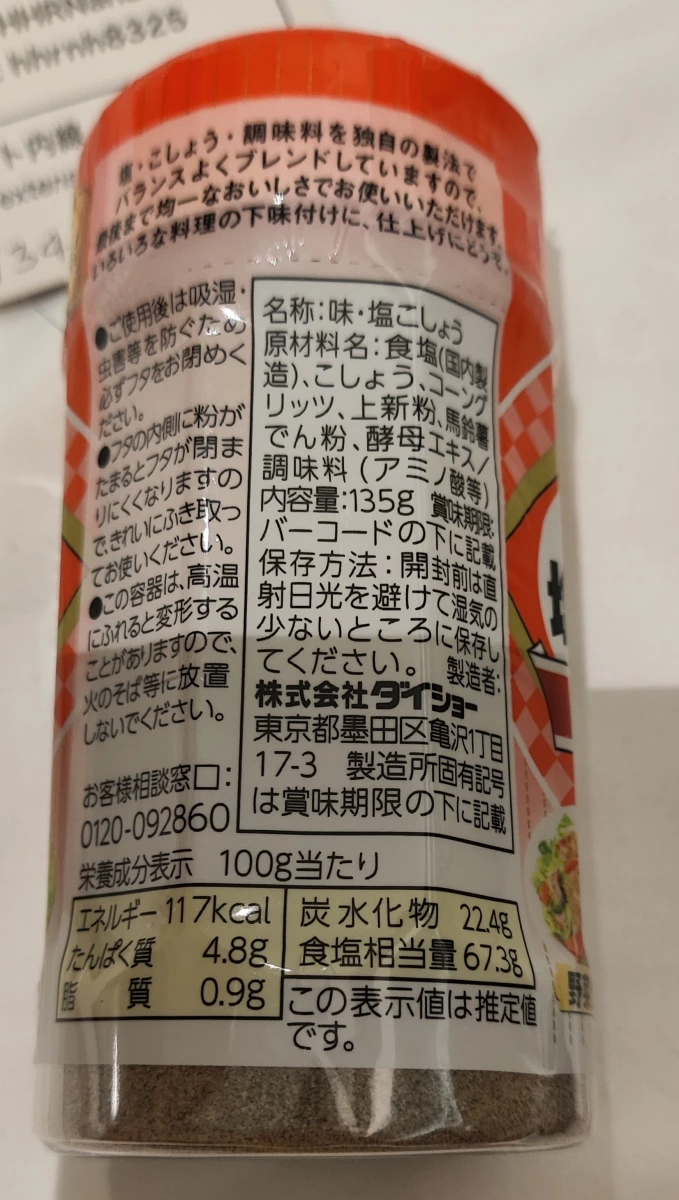 hhrnh8325
ト内線
extern
塩・こしょう・調味料を独自の製法で
バランスよくブレンドしていますので、
最後まで均一なおいしさでお使いいただけます。
いろいろな料理の下味付けに、仕上げにどうぞ。
●ご使用後は吸湿・
虫害等を防ぐため
必ずフタをお閉めく
ださい。
●フタの内側に粉が
たまるとフタが閉ま
りにくくなりますの
で、きれいにふき取っ
てお使いください。
●この容器は、高温
にふれると変形する
ことがありますので、
火のそば等に放置
しないでください。
お客様相談窓口:
0120-092860
名称:味・塩こしょう
原材料名:食塩(国内製
造)、こしょう、コーング
リッツ、上新粉、馬鈴薯
でん粉、酵母エキス/
調味料(アミノ酸等)
内容量:135g 賞味期限:
バーコードの下に記載
保存方法:開封前は直
射日光を避けて湿気の
少ないところに保存し
てください。 製造者:
株式会社ダイショー
東京都墨田区亀沢1丁目
17-3 製造所固有記号
は賞味期限の下に記載
栄養成分表示 100g当たり
エネルギー 117kcal
たんぱく質 4.8g
脂質 0.9g
炭水化物 22.4g
食塩相当量 67.3g
この表示値は推定値
です。
野